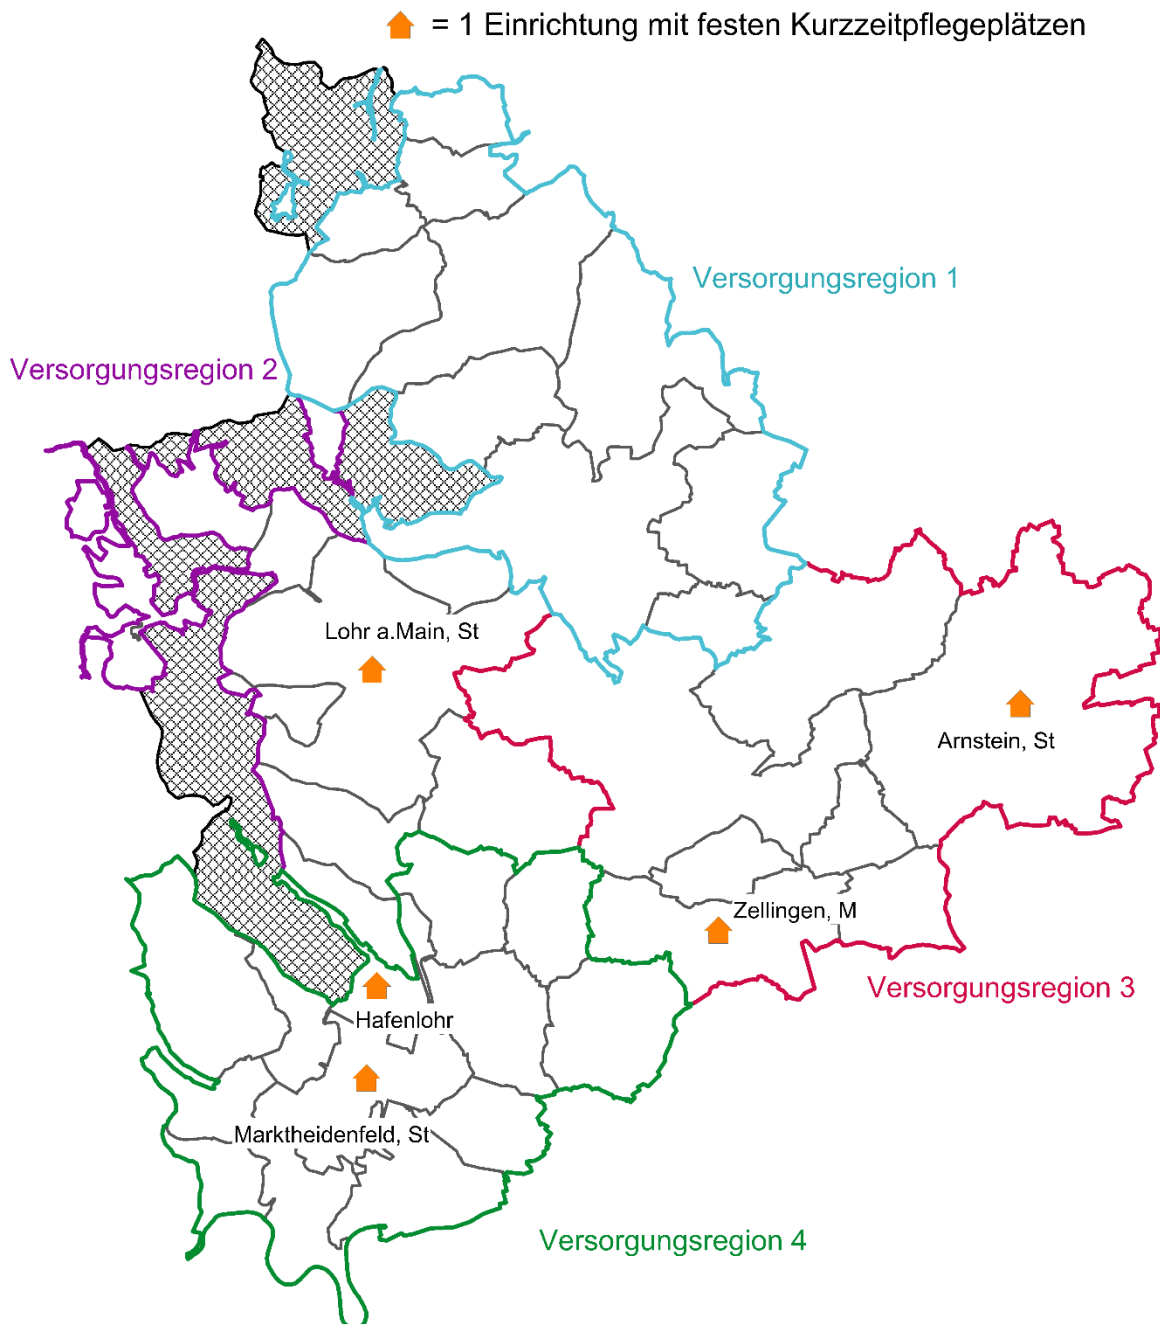 = 1 Einrichtung mit festen Kurzzeitpflegeplätzen
Versorgungsregion 1
Versorgungsregion 2
Lohr a.Main, St
Arnstein, St
Zellingen, M
Versorgungsregion 3
Hafenlohr
Marktheidenfeld, St
Versorgungsregion 4